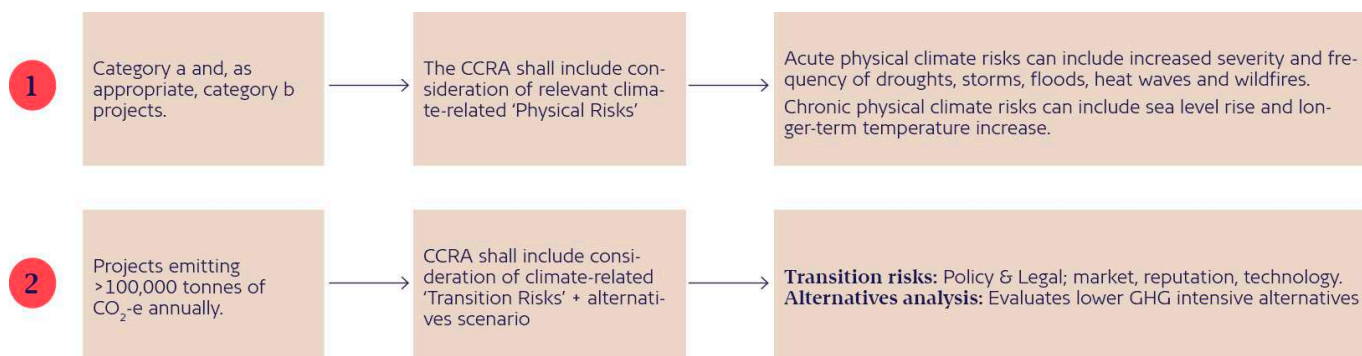 1
Category a and, as
appropriate, category b
projects.
The CCRA shall include con-
sideration of relevant clima-
te-related ‘Physical Risks’
Acute physical climate risks can include increased severity and fre-
quency of droughts, storms, floods, heat waves and wildfires.
Chronic physical climate risks can include sea level rise and lon-
ger-term temperature increase.
2
Projects emitting
>100,000 tonnes of
CO₂-e annually.
CCRA shall include consi-
deration of climate-related
‘Transition Risks’ + alternati-
ves scenario
Transition risks: Policy & Legal; market, reputation, technology.
Alternatives analysis: Evaluates lower GHG intensive alternatives